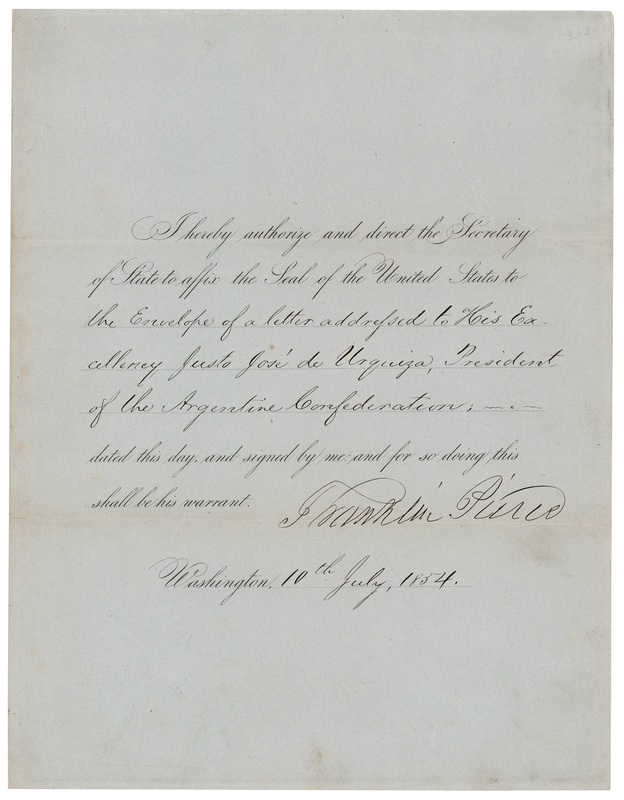 I hereby authorize and direct the Secretary
of State to affix the Seal of the United States to
the Envelope of a letter addressed to His Ex-
cellency Justo José de Urquiza, President
of the Argentine Confederation;
dated this day, and signed by me: and for so doing this
shall be his warrant.
Franklin Pierce
Washington, 10th July, 1854.